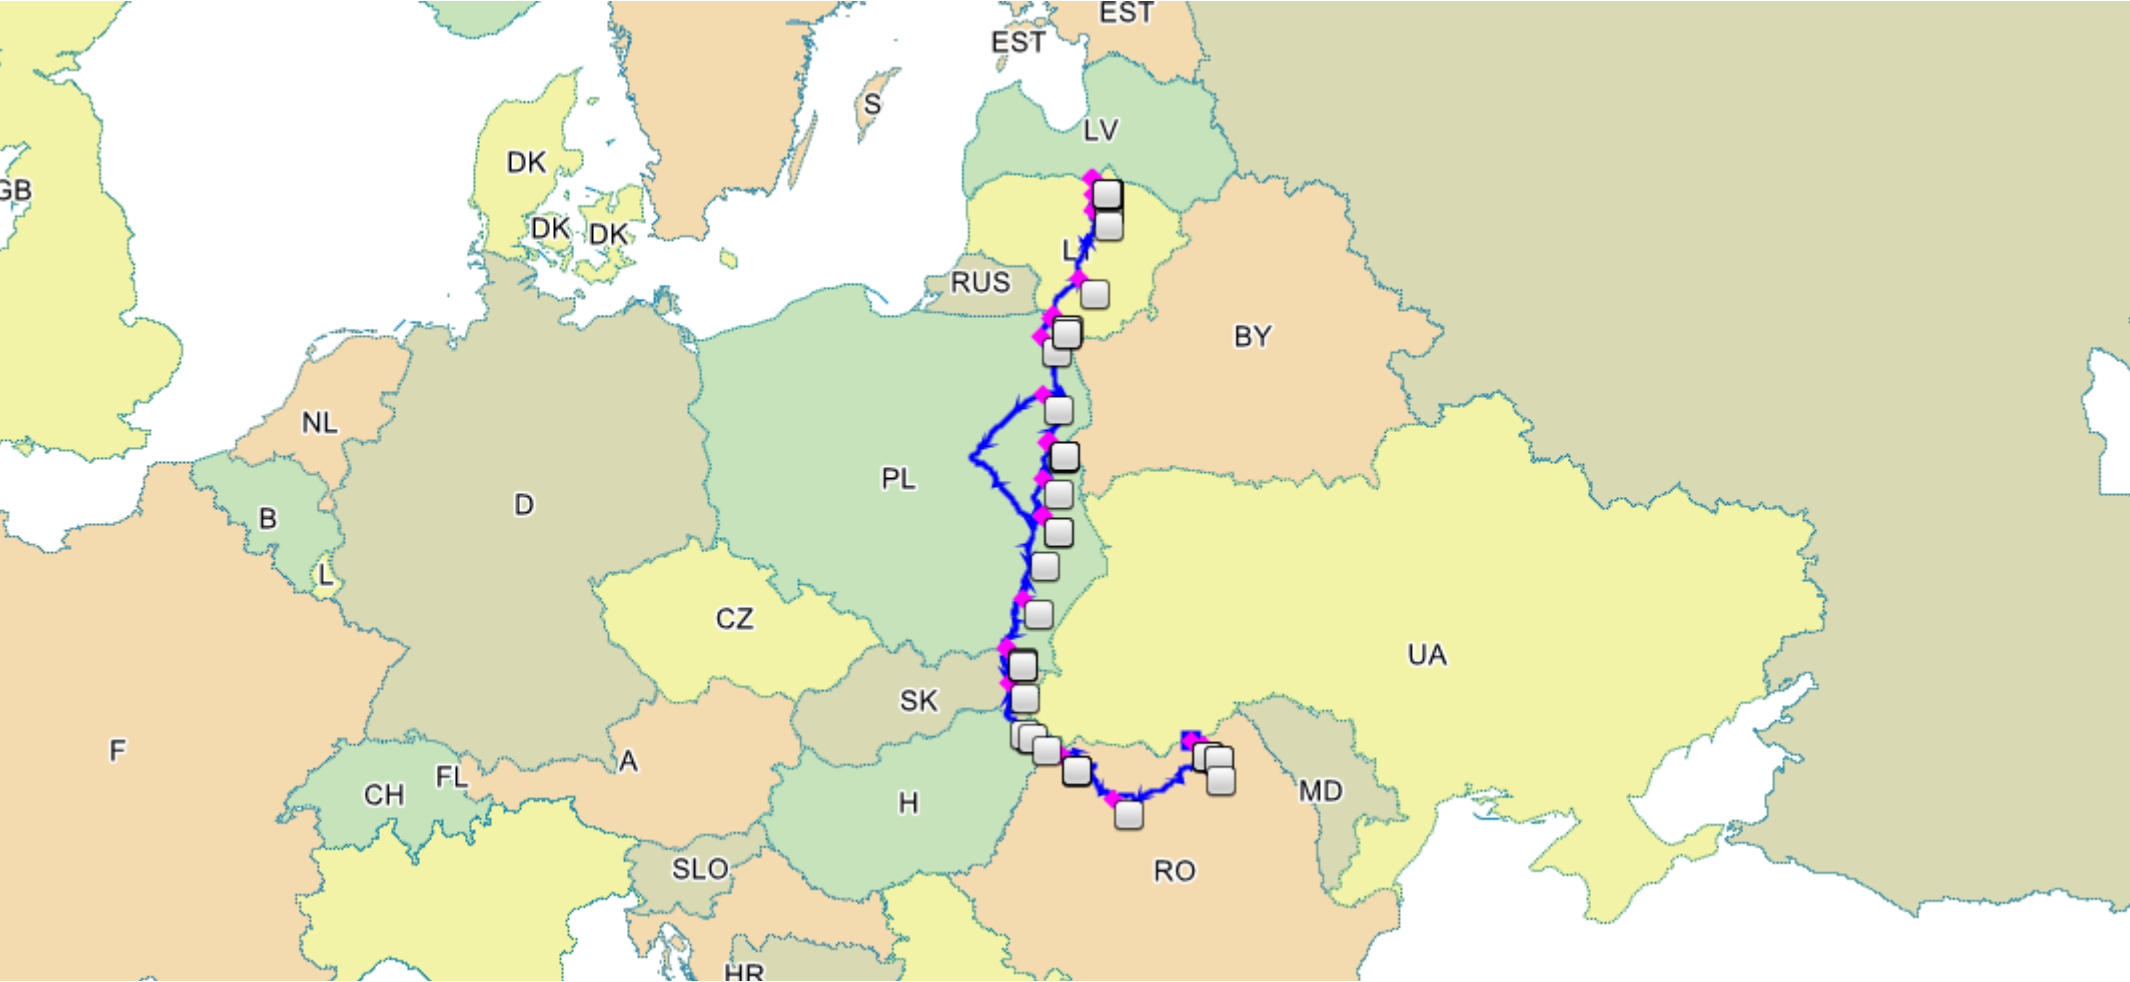 EST
EST
S
LV
DK
GB
DK
DK
L
RUS
BY
NL
PL
D
B
L
CZ
UA
SK
F
A
FL
CH
MD
H
SLO
RO
HR